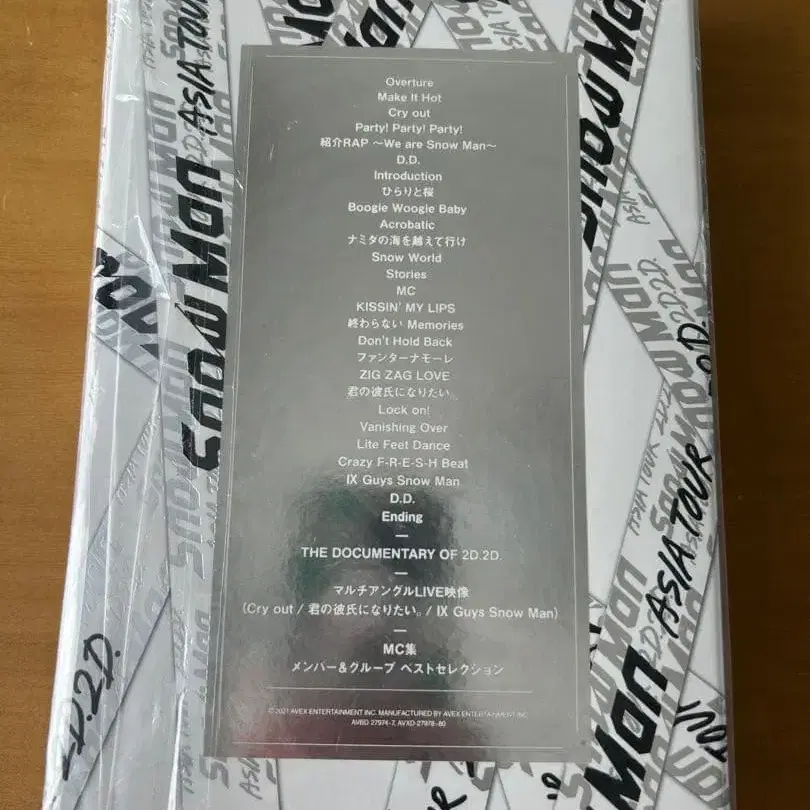 Overture
Make It Hot
Cry out
Party! Party! Party!
紹介RAP 〜We are Snow Man〜
D.D.
Introduction
ひらりと桜
Boogie Woogie Baby
Acrobatic
ナミダの海を越えて行け
Snow World
Stories
MC
KISSIN' MY LIPS
終わらない Memories
Don't Hold Back
ファンターナモーレ
ZIG ZAG LOVE
君の彼氏になりたい。
Lock on!
Vanishing Over
Lite Feet Dance
Crazy F-R-E-S-H Beat
IX Guys Snow Man
D.D.
Ending
THE DOCUMENTARY OF 2D.2D.
マルチアングルLIVE映像
(Cry out / 君の彼氏になりたい。/ IX Guys Snow Man)
MC集
メンバー&グループ ベストセレクション
© 2021 AVEX ENTERTAINMENT INC. MANUFACTURED BY AVEX ENTERTAINMENT INC.
AVBD 27974-7, AVXD-27978~80
Snow Man ASIA TOUR
2D.2D.
Snow Man
Snow Man ASIA TOUR